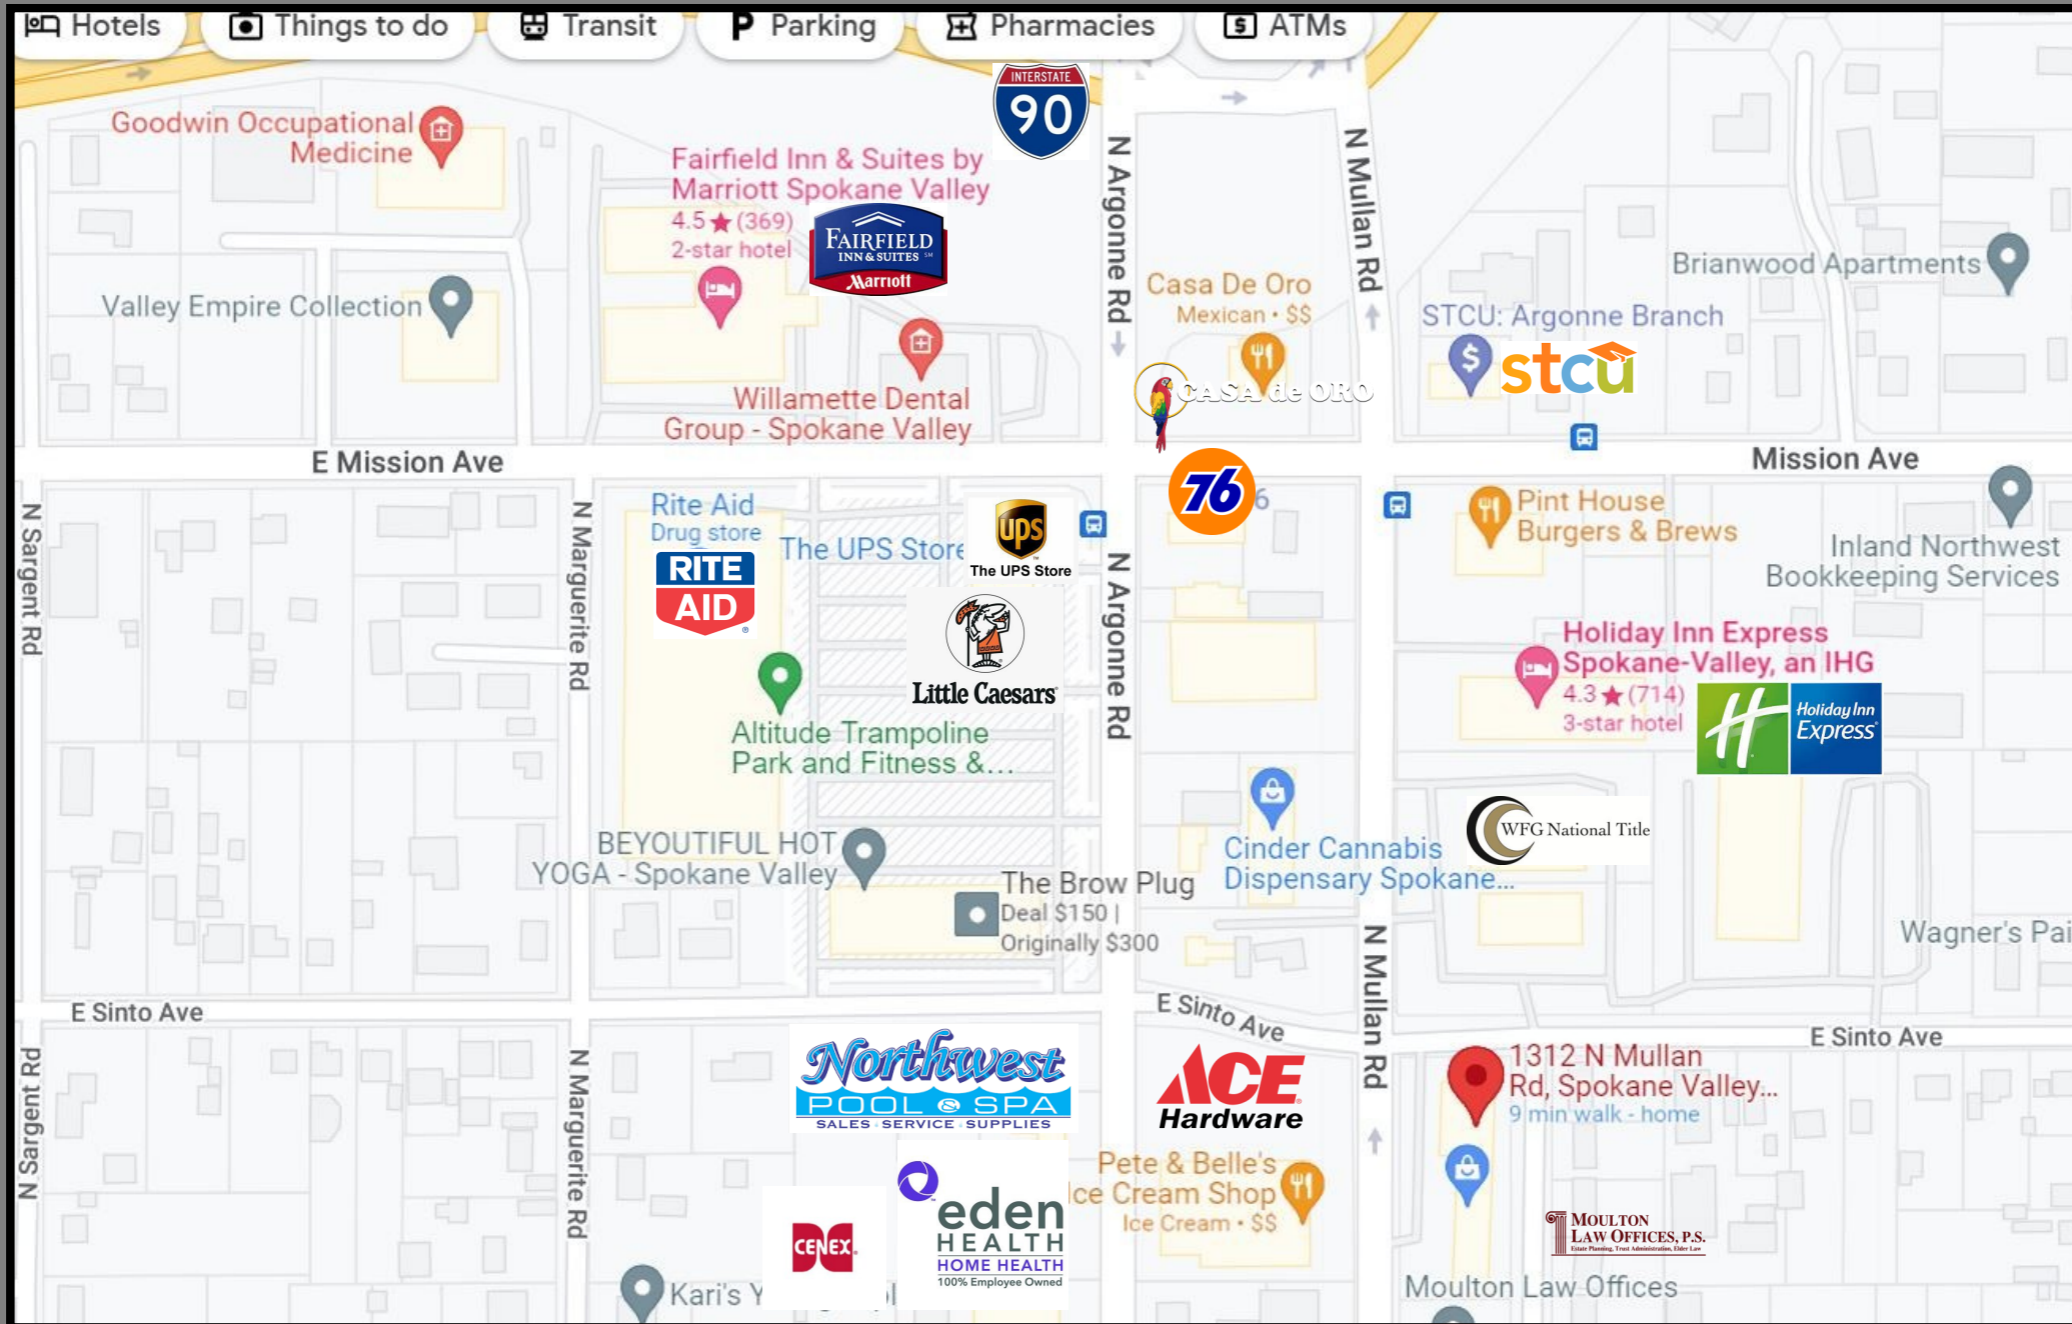 Hotels
Things to do
Transit
P Parking
Pharmacies
$ ATMs
INTERSTATE
90
Goodwin Occupational
Medicine
Fairfield Inn & Suites by
Marriott Spokane Valley
4.5 ★ (369)
2-star hotel
FAIRFIELD
INN & SUITES SM
Marriott
N Argonne Rd
N Mullan Rd
Brianwood Apartments
Valley Empire Collection
Casa De Oro
Mexican • $$
STCU: Argonne Branch
$
stcu
CASA de ORO
Willamette Dental
Group - Spokane Valley
E Mission Ave
Mission Ave
76
6
N Sargent Rd
N Marguerite Rd
Rite Aid
Drug store
RITE
AID
®
The UPS Store
ups
The UPS Store
Little Caesars
N Argonne Rd
Pint House
Burgers & Brews
Inland Northwest
Bookkeeping Services
Holiday Inn Express
Spokane-Valley, an IHG
4.3 ★ (714)
3-star hotel
H
Holiday Inn
Express
Altitude Trampoline
Park and Fitness &...
BEYOUTIFUL HOT
YOGA - Spokane Valley
The Brow Plug
Deal $150 |
Originally $300
Cinder Cannabis
Dispensary Spokane...
WFG National Title
Wagner's Pai
N Mullan Rd
E Sinto Ave
E Sinto Ave
E Sinto Ave
N Sargent Rd
N Marguerite Rd
Northwest
POOL & SPA
SALES SERVICE SUPPLIES
ACE
Hardware
1312 N Mullan
Rd, Spokane Valley...
9 min walk - home
Pete & Belle's
Ice Cream Shop
Ice Cream • $$
CENEX
eden
HEALTH
HOME HEALTH
100% Employee Owned
MOULTON
LAW OFFICES, P.S.
Estate Planning, Trust Administration, Elder Law
Moulton Law Offices
Kari's